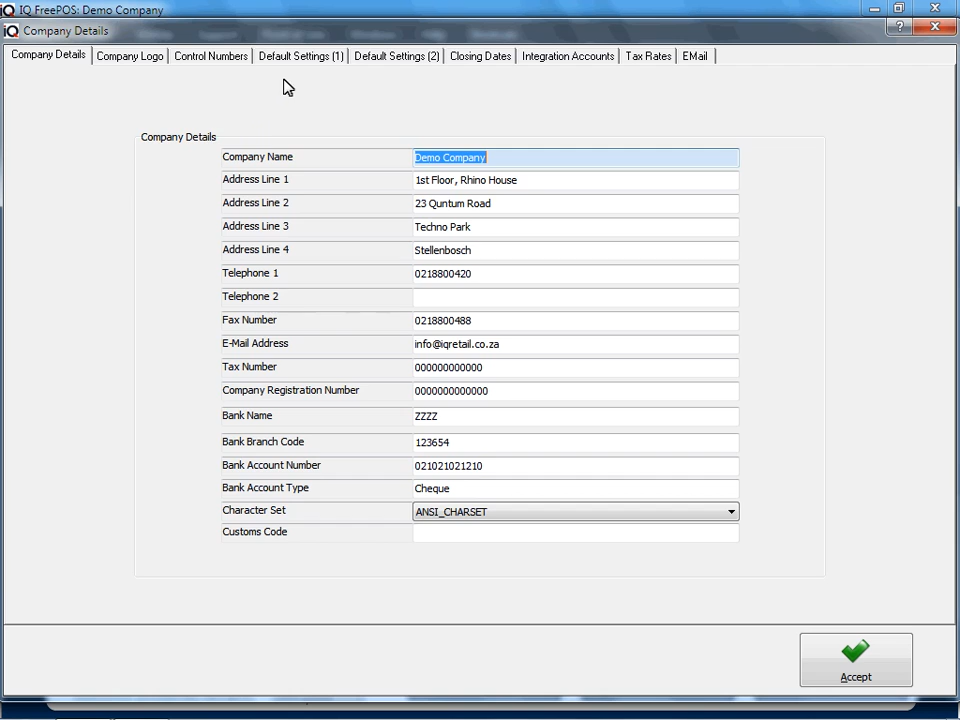 IQ FreePOS: Demo Company
Company Details
Company Details Company Logo Control Numbers Default Settings (1) Default Settings (2) Closing Dates Integration Accounts Tax Rates EMail
Company Details
Company Name Demo Company
Address Line 1 1st Floor, Rhino House
Address Line 2 23 Quntum Road
Address Line 3 Techno Park
Address Line 4 Stellenbosch
Telephone 1 0218800420
Telephone 2
Fax Number 0218800488
E-Mail Address info@iqretail.co.za
Tax Number 000000000000
Company Registration Number 0000000000000
Bank Name ZZZZ
Bank Branch Code 123654
Bank Account Number 021021021210
Bank Account Type Cheque
Character Set ANSI_CHARSET
Customs Code
Accept